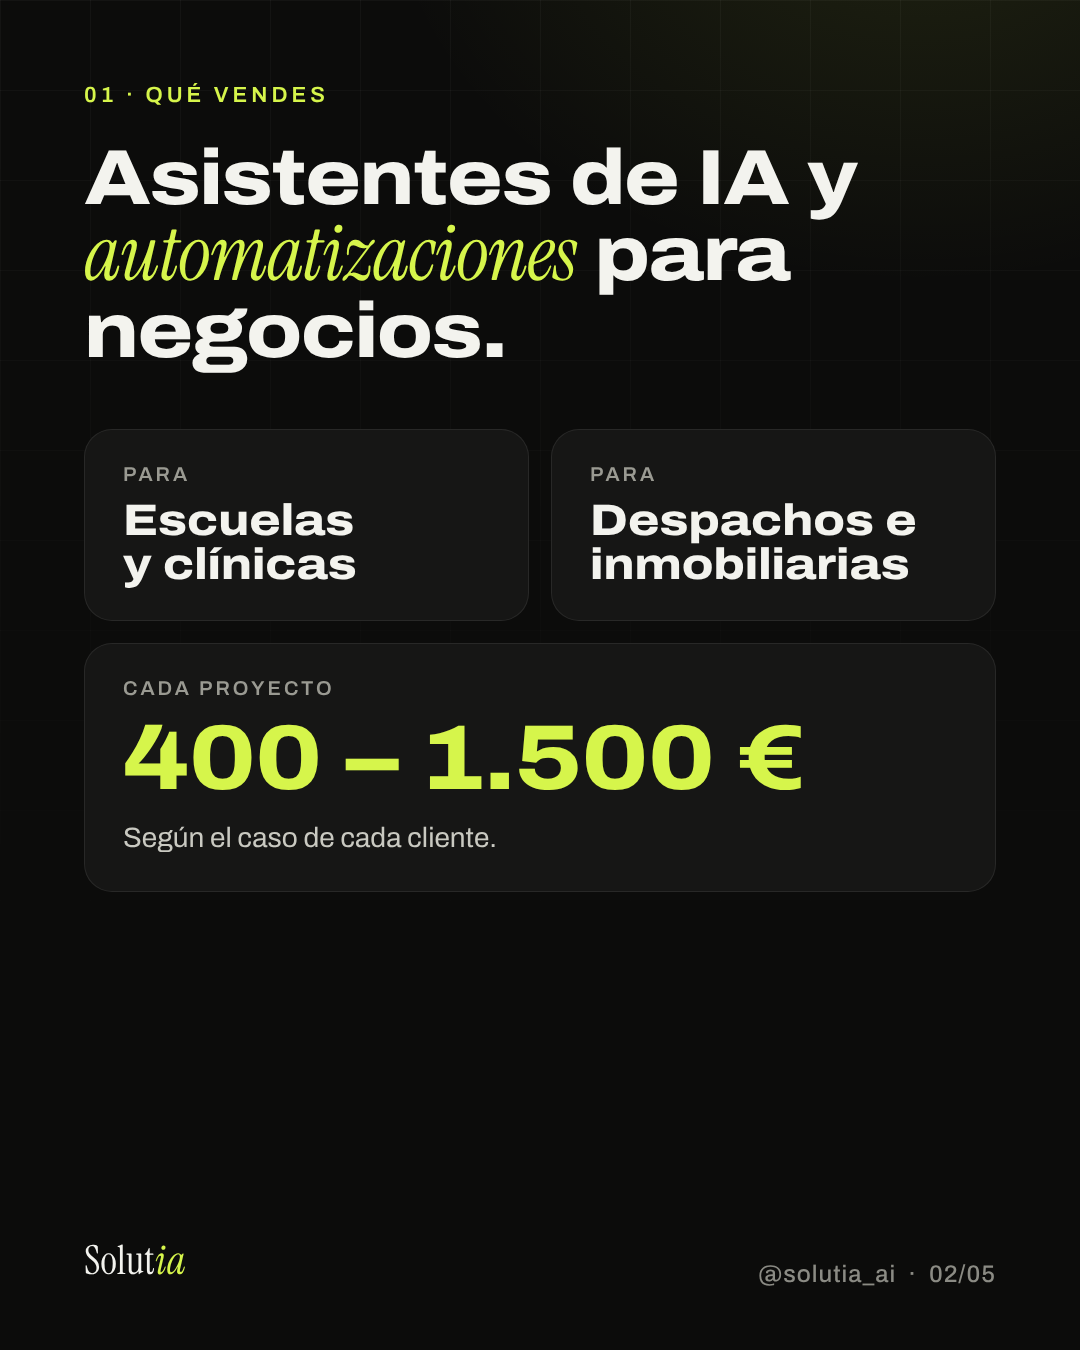 01 · QUÉ VENDES
Asistentes de IA y
automatizaciones para
negocios.
PARA
Escuelas
y clínicas
PARA
Despachos e
inmobiliarias
CADA PROYECTO
400 – 1.500 €
Según el caso de cada cliente.
Solutia
@solutia_ai · 02/05